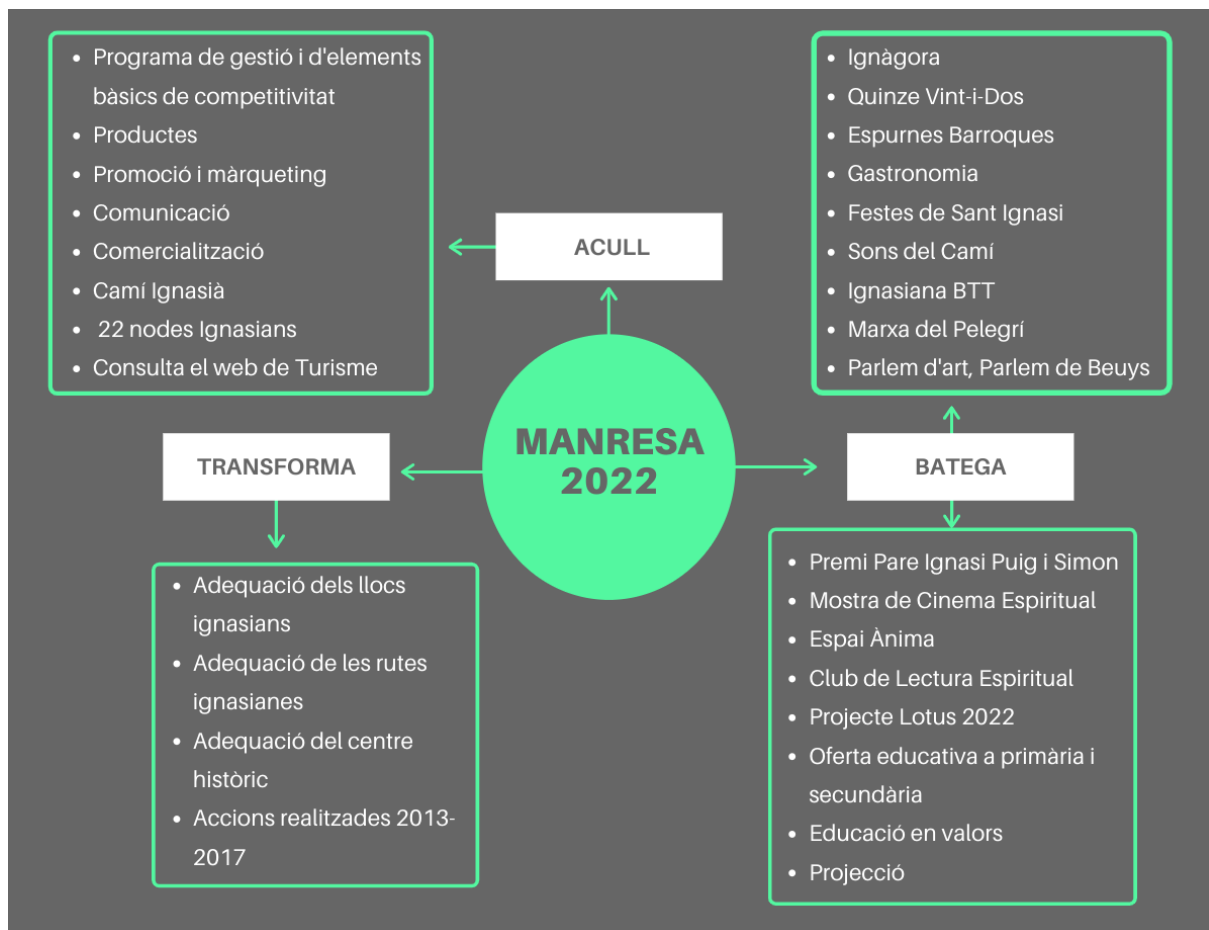 • Programa de gestió i d'elements
bàsics de competitivitat
• Productes
• Promoció i màrqueting
• Comunicació
• Comercialització
• Camí Ignasià
• 22 nodes Ignasians
• Consulta el web de Turisme
• Ignàgora
• Quinze Vint-i-Dos
• Espurnes Barroques
• Gastronomia
• Festes de Sant Ignasi
• Sons del Camí
• Ignasiana BTT
• Marxa del Pelegrí
• Parlem d'art, Parlem de Beuys
ACULL
MANRESA
2022
TRANSFORMA
BATEGA
• Adequació dels llocs
ignasians
• Adequació de les rutes
ignasianes
• Adequació del centre
històric
• Accions realitzades 2013-
2017
• Premi Pare Ignasi Puig i Simon
• Mostra de Cinema Espiritual
• Espai Ànima
• Club de Lectura Espiritual
• Projecte Lotus 2022
• Oferta educativa a primària i
secundària
• Educació en valors
• Projecció